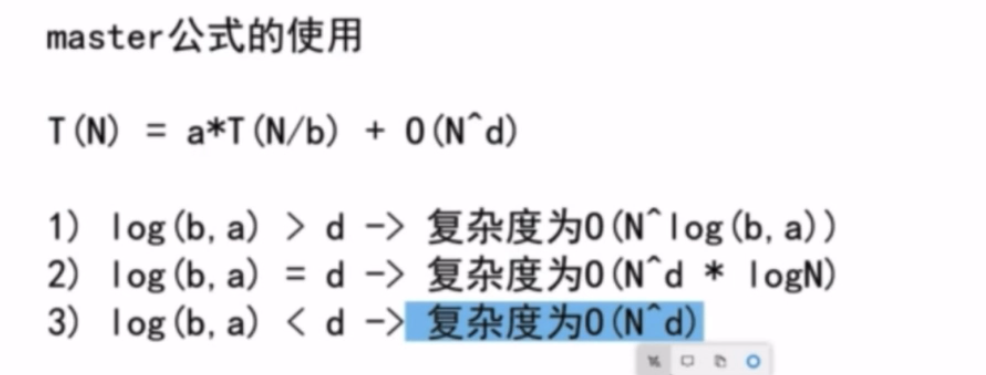 master公式的使用
T(N) = a*T(N/b) + O(N^d)
1) log(b,a) > d -> 复杂度为O(N^log(b,a))
2) log(b,a) = d -> 复杂度为O(N^d * logN)
3) log(b,a) < d -> 复杂度为O(N^d)